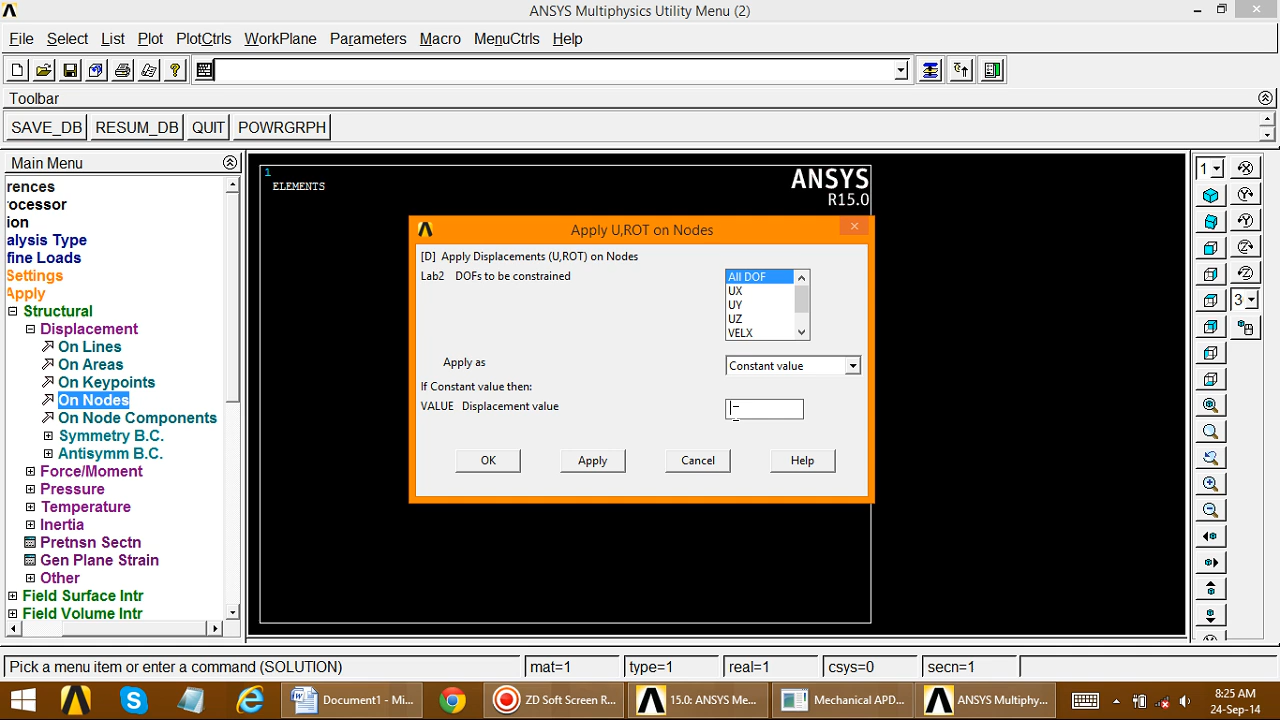 ANSYS Multiphysics Utility Menu (2)
File Select List Plot PlotCtrls WorkPlane Parameters Macro MenuCtrls Help
Toolbar
SAVE_DB RESUM_DB QUIT POWRGRPH
Main Menu
rences
rocessor
ion
alysis Type
fine Loads
Settings
Apply
Structural
Displacement
On Lines
On Areas
On Keypoints
On Nodes
On Node Components
Symmetry B.C.
Antisymm B.C.
Force/Moment
Pressure
Temperature
Inertia
Pretnsn Sectn
Gen Plane Strain
Other
Field Surface Intr
Field Volume Intr
1
ELEMENTS
ANSYS
R15.0
Apply U,ROT on Nodes
[D] Apply Displacements (U,ROT) on Nodes
Lab2 DOFs to be constrained
All DOF
UX
UY
UZ
VELX
Apply as Constant value
If Constant value then:
VALUE Displacement value
OK Apply Cancel Help
1
3
Pick a menu item or enter a command (SOLUTION) mat=1 type=1 real=1 csys=0 secn=1
Document1 - Mi... ZD Soft Screen R... 15.0: ANSYS Me... Mechanical APD... ANSYS Multiphy...
8:25 AM
24-Sep-14